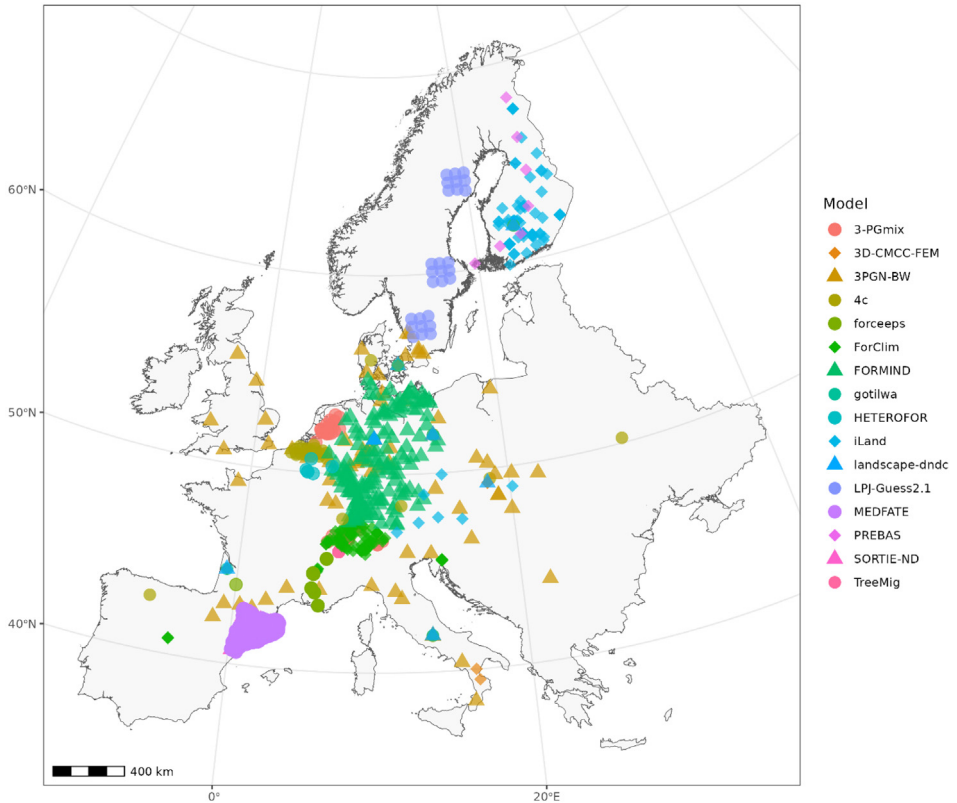 60°N
50°N
40°N
400 km
0°
20°E
Model
3-PGmix
3D-CMCC-FEM
3PGN-BW
4c
forceeps
ForClim
FORMIND
gotilwa
HETEROFOR
iLand
landscape-dndc
LPJ-Guess2.1
MEDFATE
PREBAS
SORTIE-ND
TreeMig